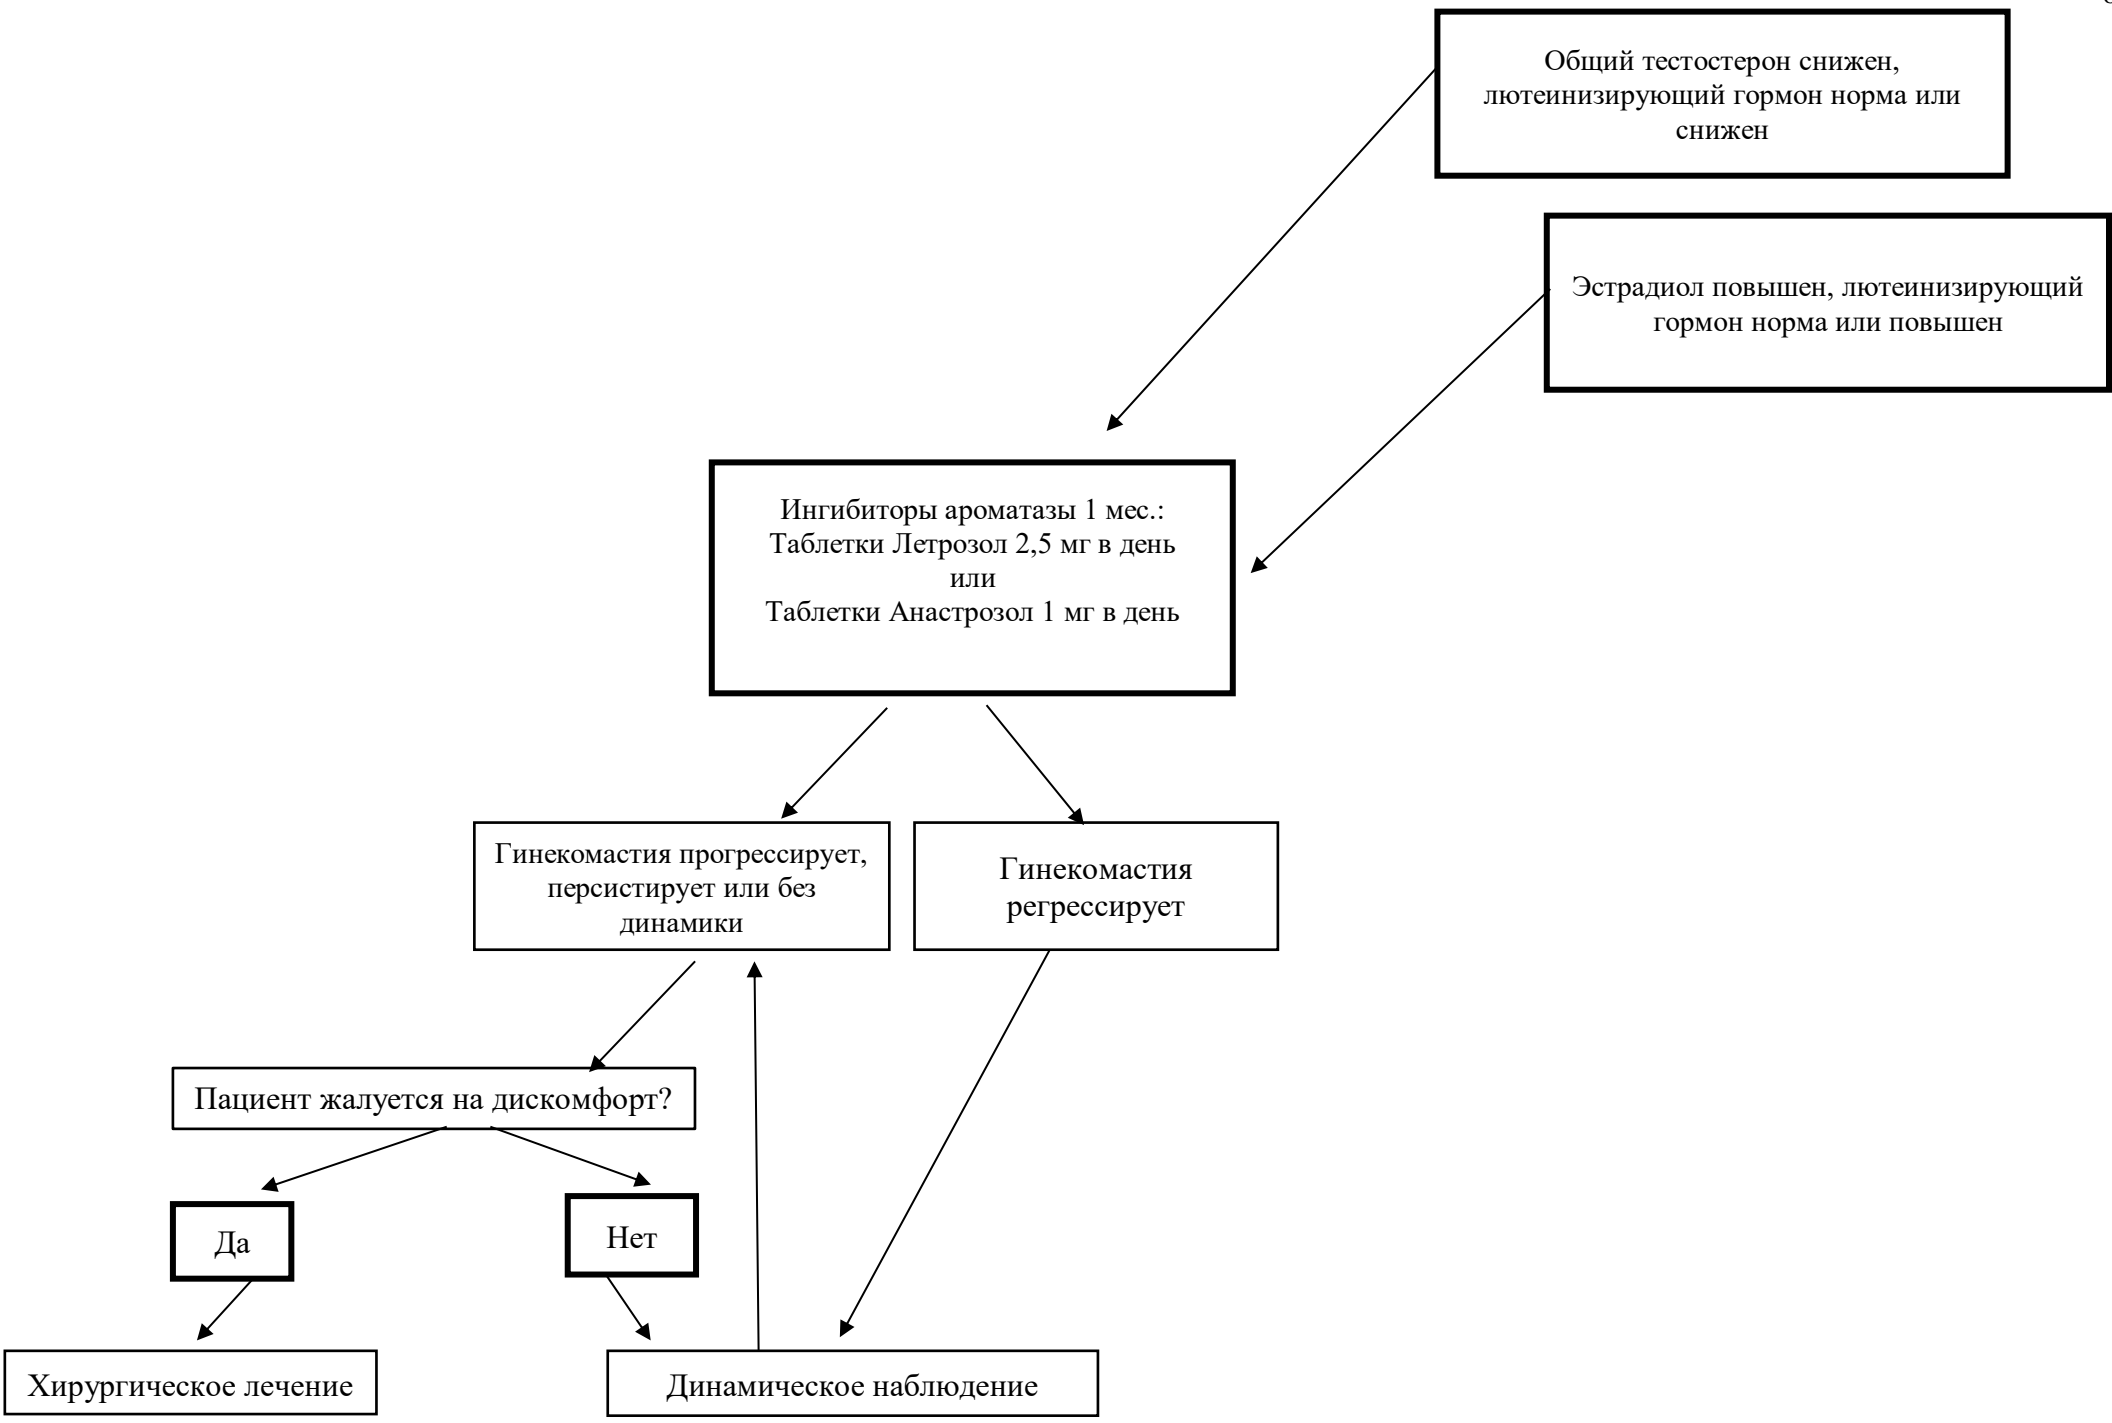 Общий тестостерон снижен,
лютеинизирующий гормон норма или
снижен
Эстрадиол повышен, лютеинизирующий
гормон норма или повышен
Ингибиторы ароматазы 1 мес.:
Таблетки Летрозол 2,5 мг в день
или
Таблетки Анастрозол 1 мг в день
Гинекомастия прогрессирует,
персистирует или без
динамики
Гинекомастия
регрессирует
Пациент жалуется на дискомфорт?
Да
Нет
Хирургическое лечение
Динамическое наблюдение